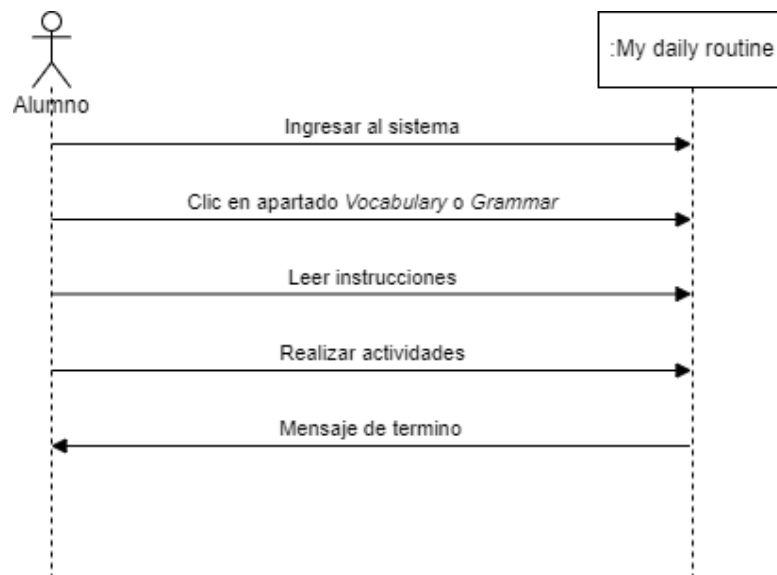 :My daily routine
Alumno
Ingresar al sistema
Clic en apartado Vocabulary o Grammar
Leer instrucciones
Realizar actividades
Mensaje de termino